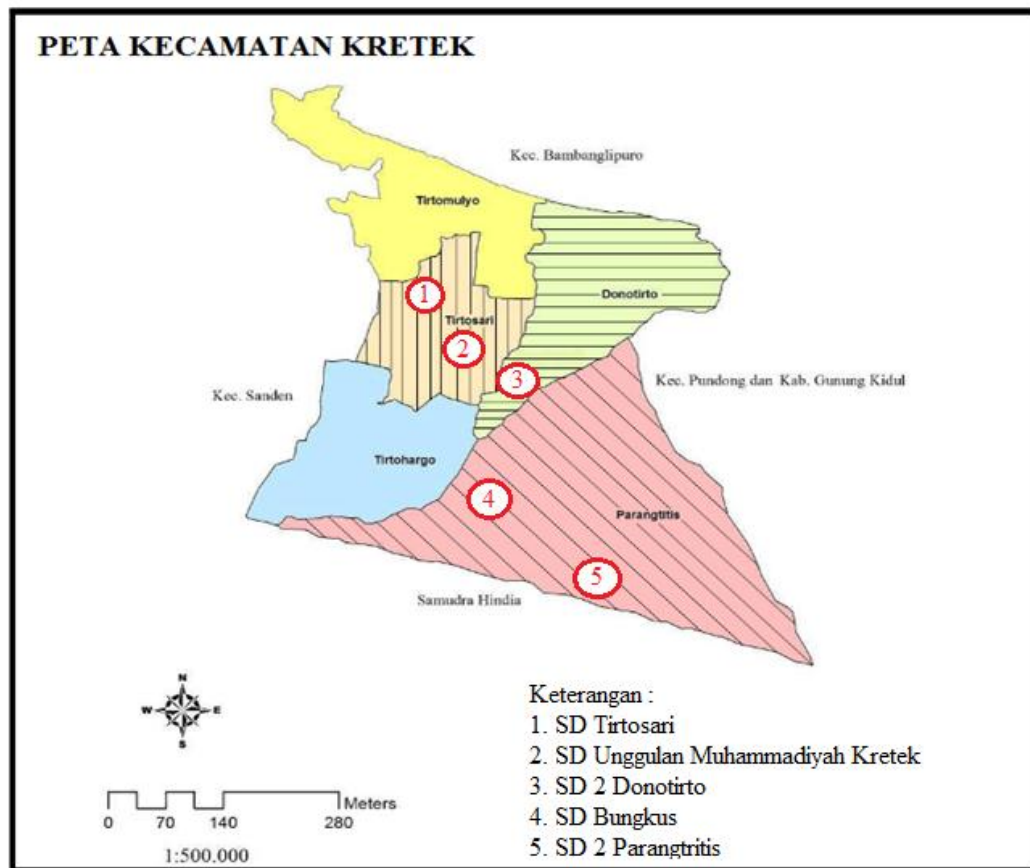 PETA KECAMATAN KRETEK
Kec. Bambanglipuro
Tirtomulyo
Donotirto
1
Tirtosari
2
3
Kec. Pundong dan Kab. Gunung Kidul
Kec. Sanden
Tirtohargo
4
Parangtitis
5
Samudra Hindia
N
W
E
S
Keterangan :
1. SD Tirtosari
2. SD Unggulan Muhammadiyah Kretek
3. SD 2 Donotirto
4. SD Bungkus
5. SD 2 Parangtritis
Meters
0 70 140 280
1:500.000